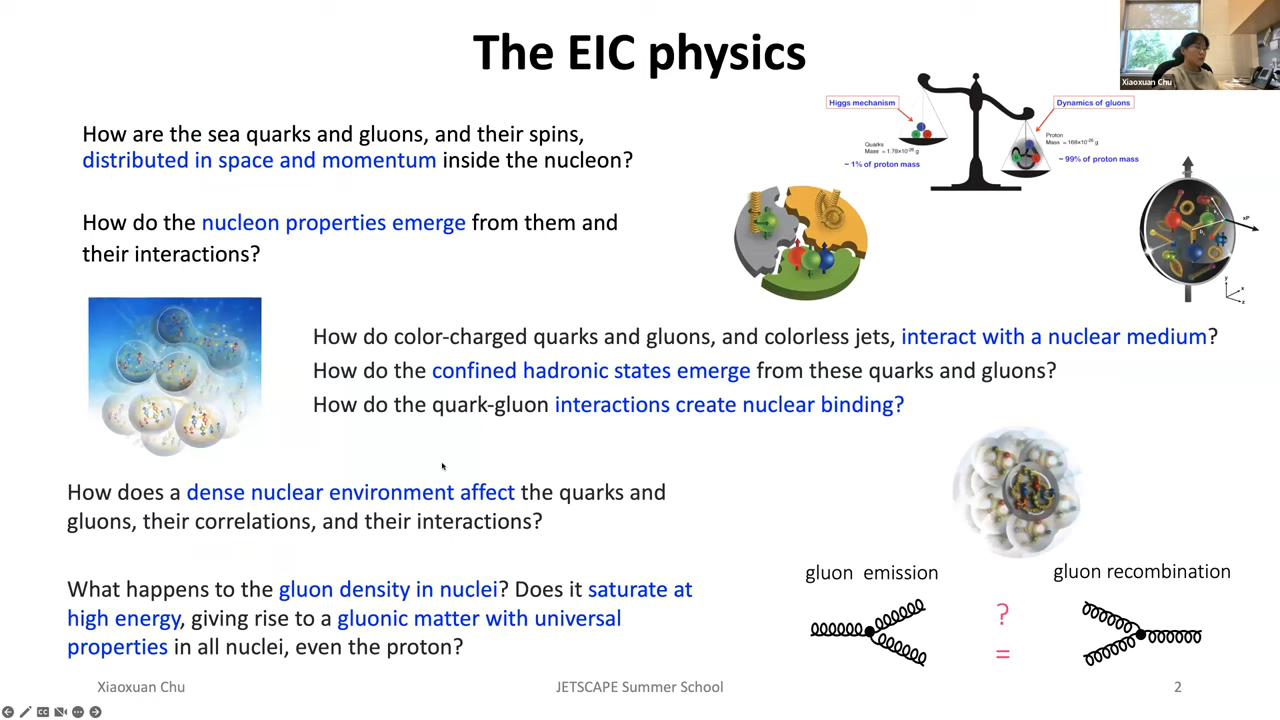 The EIC physics
Xiaoxuan Chu
How are the sea quarks and gluons, and their spins,
distributed in space and momentum inside the nucleon?
How do the nucleon properties emerge from them and
their interactions?
Higgs mechanism
Dynamics of gluons
Quarks
Mass = 1.78×10⁻²⁶ g
~ 1% of proton mass
Proton
Mass = 168×10⁻²⁶ g
~ 99% of proton mass
xP
y
x
z
How do color-charged quarks and gluons, and colorless jets, interact with a nuclear medium?
How do the confined hadronic states emerge from these quarks and gluons?
How do the quark-gluon interactions create nuclear binding?
How does a dense nuclear environment affect the quarks and
gluons, their correlations, and their interactions?
What happens to the gluon density in nuclei? Does it saturate at
high energy, giving rise to a gluonic matter with universal
properties in all nuclei, even the proton?
gluon emission
?
=
gluon recombination
Xiaoxuan Chu
JETSCAPE Summer School
2